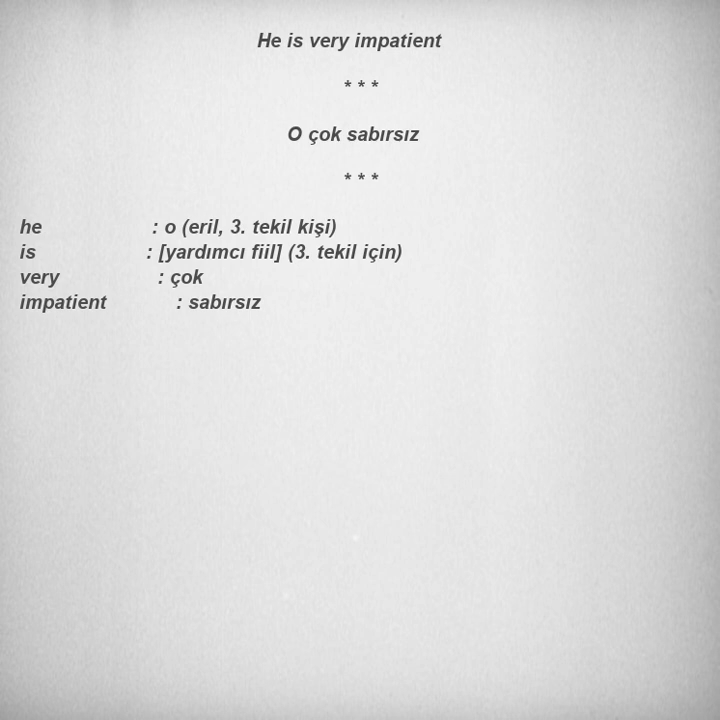 He is very impatient
* * *
O çok sabırsız
* * *
he : o (eril, 3. tekil kişi)
is : [yardımcı fiil] (3. tekil için)
very : çok
impatient : sabırsız